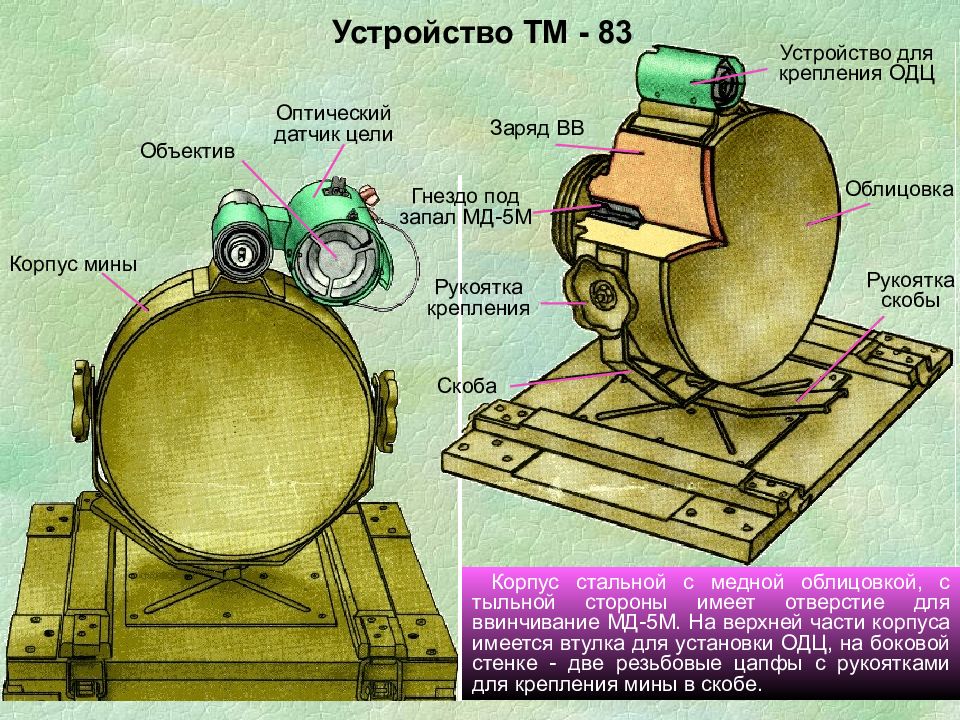 Устройство ТМ - 83
Устройство для
крепления ОДЦ
Оптический
датчик цели
Заряд ВВ
Объектив
Гнездо под
запал МД-5М
Облицовка
Корпус мины
Рукоятка
крепления
Рукоятка
скобы
Скоба
Корпус стальной с медной облицовкой, с
тыльной стороны имеет отверстие для
ввинчивание МД-5М. На верхней части корпуса
имеется втулка для установки ОДЦ, на боковой
стенке - две резьбовые цапфы с рукоятками
для крепления мины в скобе.